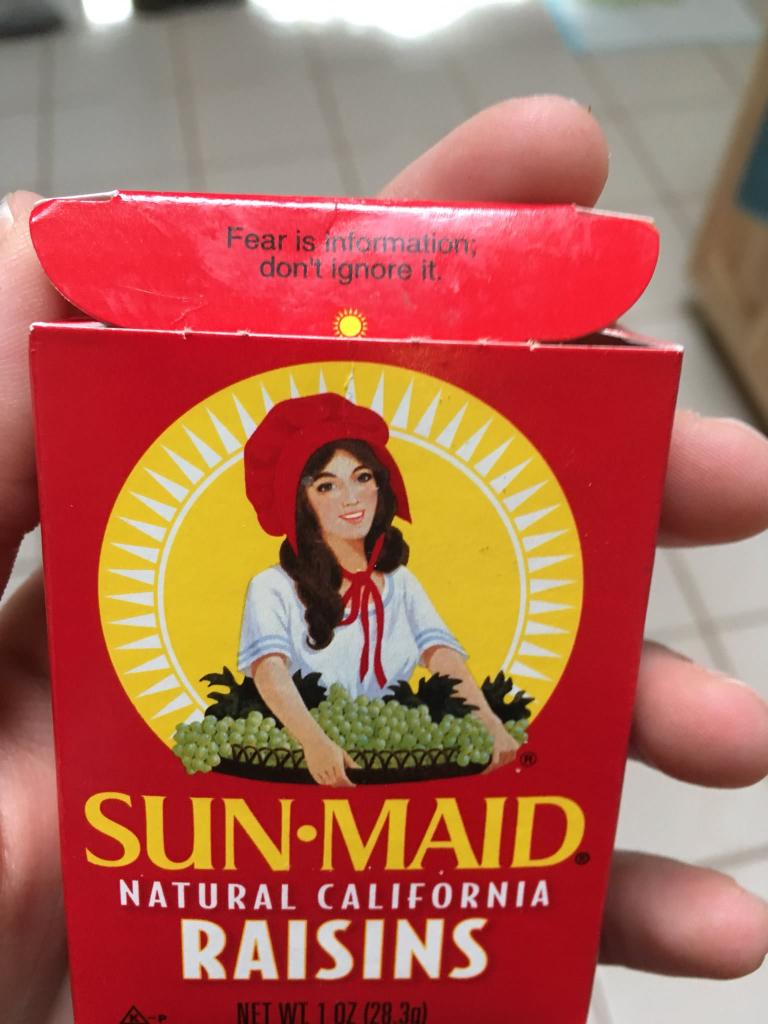 Fear is information;
don't ignore it.
®
SUN•MAID®
NATURAL CALIFORNIA
RAISINS
K-P
NET WT. 1 OZ (28.3g)